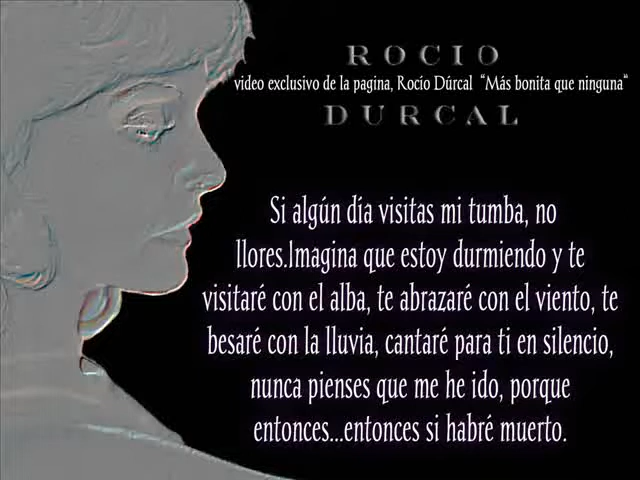 ROCIO
video exclusivo de la pagina, Rocío Dúrcal "Más bonita que ninguna"
DURCAL
Si algún día visitas mi tumba, no
llores.Imagina que estoy durmiendo y te
visitaré con el alba, te abrazaré con el viento, te
besaré con la lluvia, cantaré para ti en silencio,
nunca pienses que me he ido, porque
entonces...entonces si habré muerto.